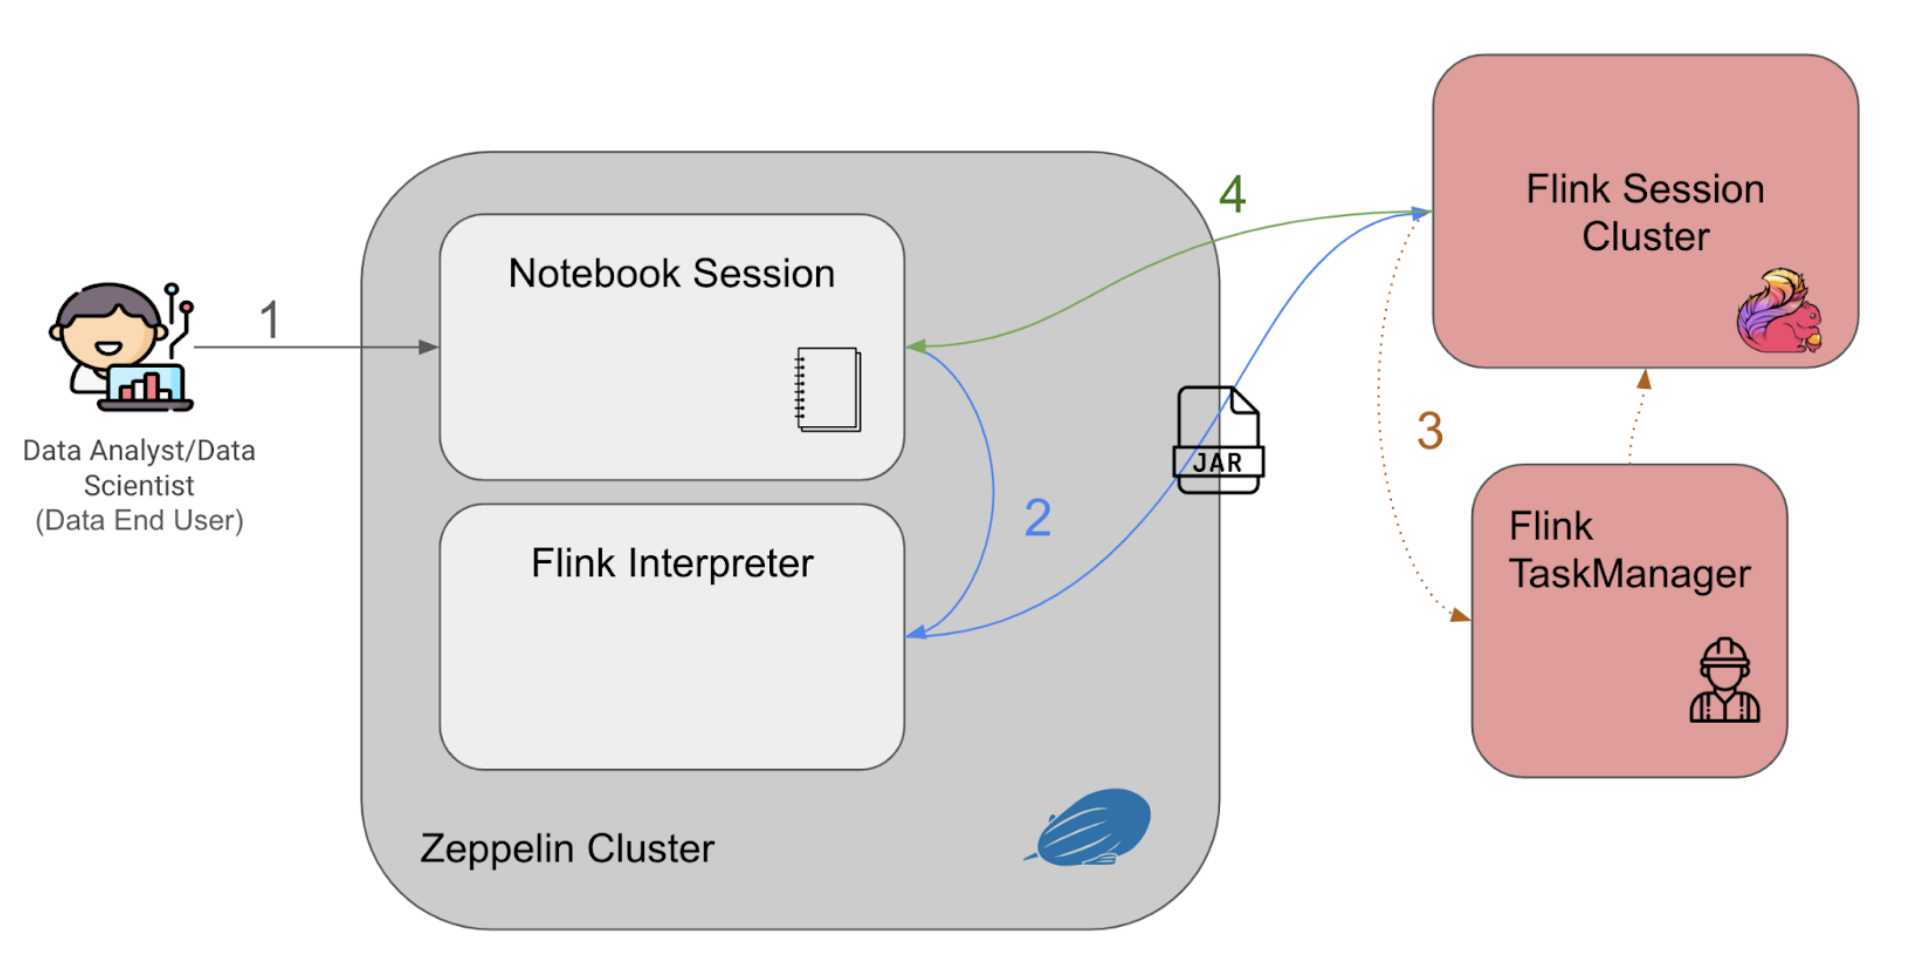 1
Data Analyst/Data
Scientist
(Data End User)
Notebook Session
Flink Interpreter
Zeppelin Cluster
2
4
JAR
3
Flink Session
Cluster
Flink
TaskManager